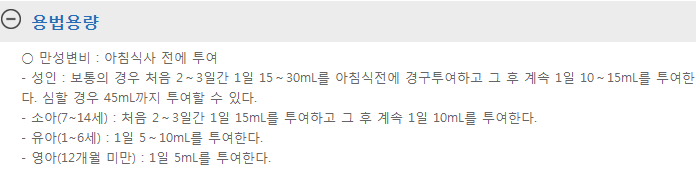 용법용량
○ 만성변비 : 아침식사 전에 투여
- 성인 : 보통의 경우 처음 2~3일간 1일 15~30mL를 아침식전에 경구투여하고 그 후 계속 1일 10~15mL를 투여한
다. 심할 경우 45mL까지 투여할 수 있다.
- 소아(7~14세) : 처음 2~3일간 1일 15mL를 투여하고 그 후 계속 1일 10mL를 투여한다.
- 유아(1~6세) : 1일 5~10mL를 투여한다.
- 영아(12개월 미만) : 1일 5mL를 투여한다.